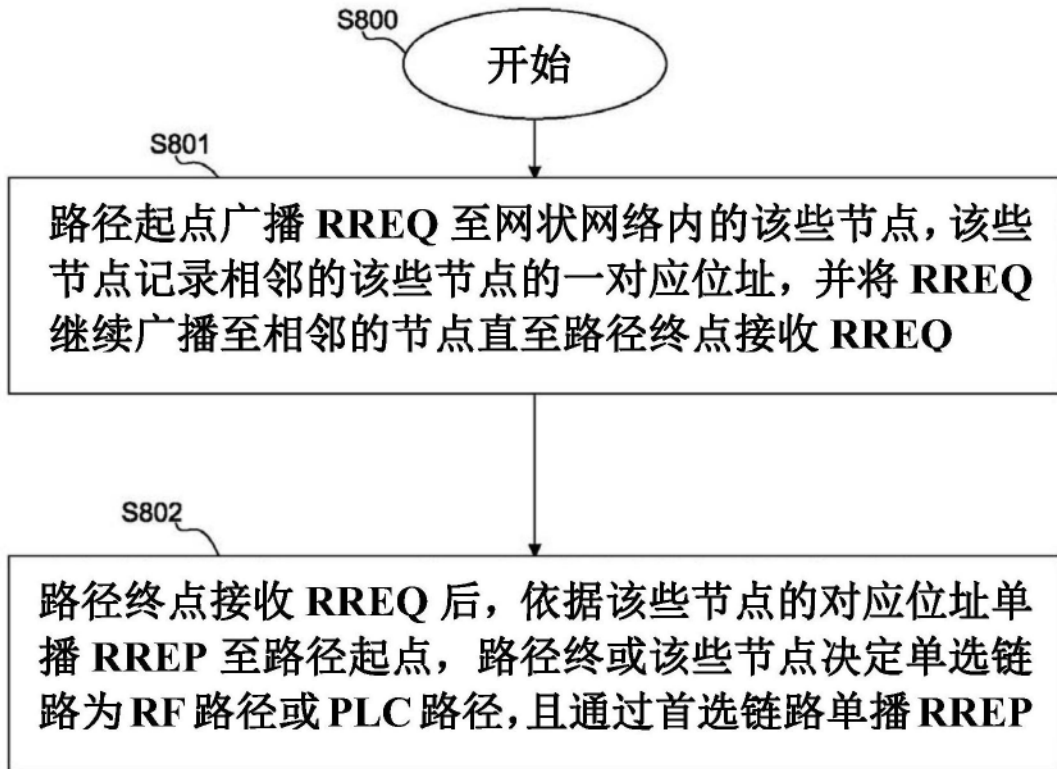 S800
开始
S801
路径起点广播 RREQ 至网状网络内的该些节点，该些
节点记录相邻的该些节点的一对应位址，并将 RREQ
继续广播至相邻的节点直至路径终点接收 RREQ
S802
路径终点接收 RREQ 后，依据该些节点的对应位址单
播 RREP 至路径起点，路径终或该些节点决定单选链
路为 RF 路径或 PLC 路径，且通过首选链路单播 RREP